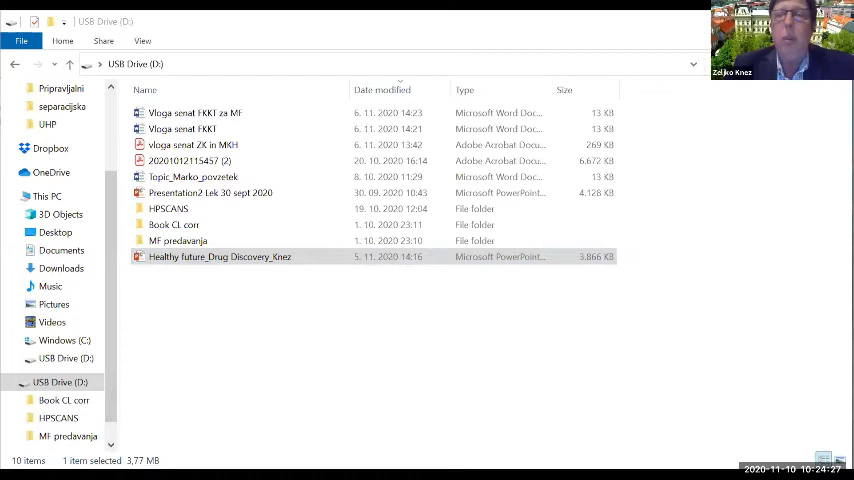 USB Drive (D:)
File Home Share View
USB Drive (D:)
Zeljko Knez
Name Date modified Type Size
Vloga senat FKKT za MF 6. 11. 2020 14:23 Microsoft Word Doc... 13 KB
Vloga senat FKKT 6. 11. 2020 14:21 Microsoft Word Doc... 13 KB
vloga senat ZK in MKH 6. 11. 2020 13:42 Adobe Acrobat Docu... 269 KB
20201012115457 (2) 20. 10. 2020 16:14 Adobe Acrobat Docu... 6.672 KB
Topic_Marko_povzetek 8. 10. 2020 11:29 Microsoft Word Doc... 13 KB
Presentation2 Lek 30 sept 2020 30. 09. 2020 10:43 Microsoft PowerPoint... 4.128 KB
HPSCANS 19. 10. 2020 12:04 File folder
Book CL corr 1. 10. 2020 23:11 File folder
MF predavanja 1. 10. 2020 23:10 File folder
Healthy future_Drug Discovery_Knez 5. 11. 2020 14:16 Microsoft PowerPoint... 3.866 KB
Pripravljalni
separacijska
UHP
Dropbox
OneDrive
This PC
3D Objects
Desktop
Documents
Downloads
Music
Pictures
Videos
Windows (C:)
USB Drive (D:)
USB Drive (D:)
Book CL corr
HPSCANS
MF predavanja
10 items 1 item selected 3,77 MB
2020-11-10 10:24:27